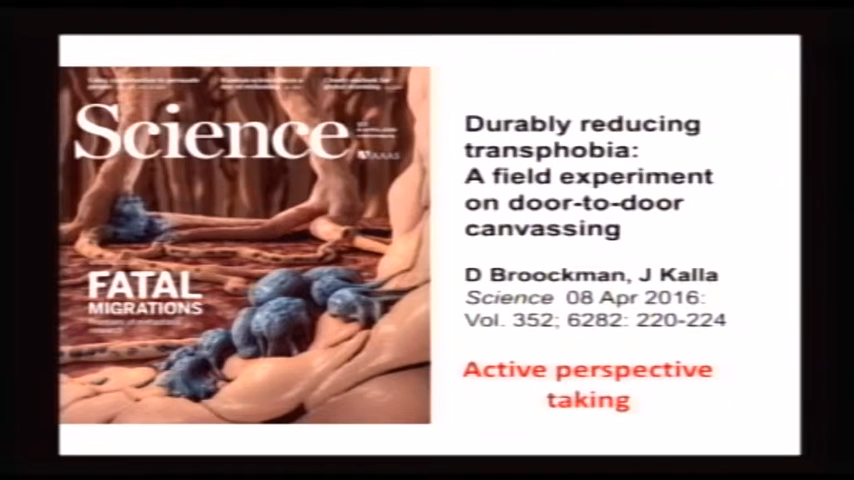 Science
AAAS
FATAL
MIGRATIONS
Durably reducing
transphobia:
A field experiment
on door-to-door
canvassing
D Broockman, J Kalla
Science 08 Apr 2016:
Vol. 352; 6282: 220-224
Active perspective
taking